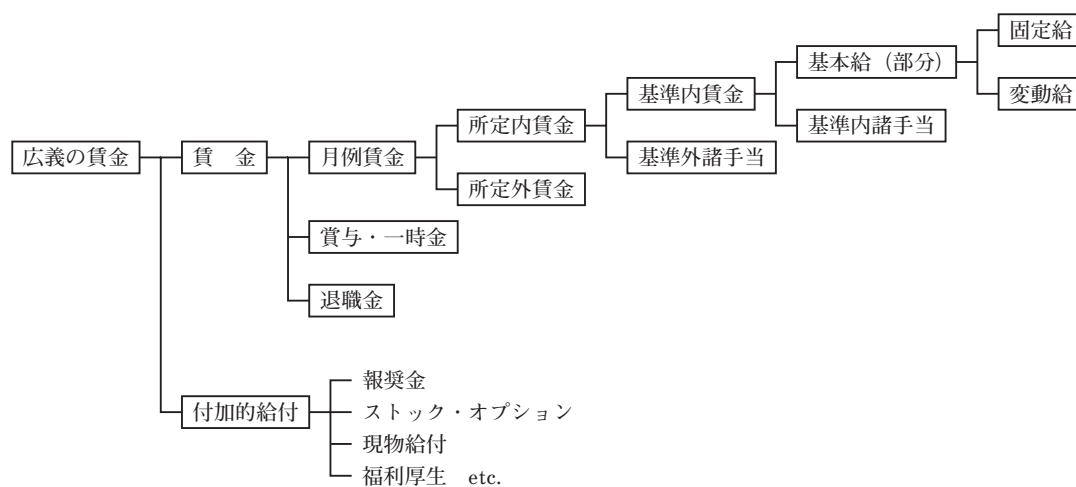 固定給
基本給（部分）
変動給
基準内賃金
所定内賃金
基準内諸手当
広義の賃金
賃　金
月例賃金
基準外諸手当
所定外賃金
賞与・一時金
退職金
報奨金
付加的給付
ストック・オプション
現物給付
福利厚生　etc.